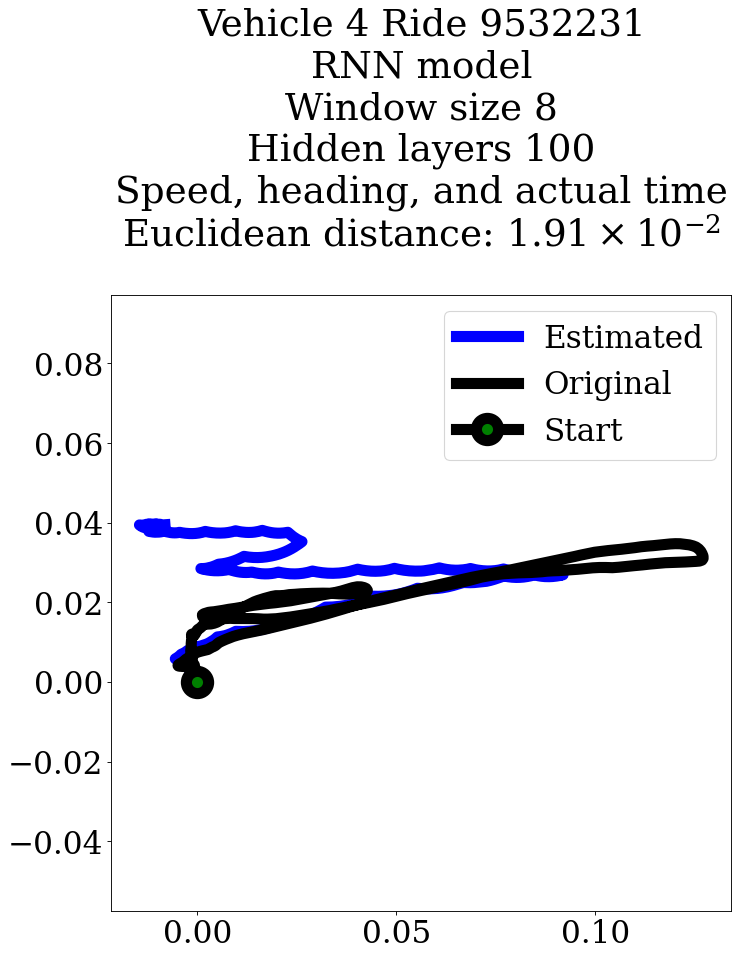 Vehicle 4 Ride 9532231
RNN model
Window size 8
Hidden layers 100
Speed, heading, and actual time
Euclidean distance: 1.91 × 10⁻²
Estimated
Original
Start
0.08
0.06
0.04
0.02
0.00
−0.02
−0.04
0.00 0.05 0.10